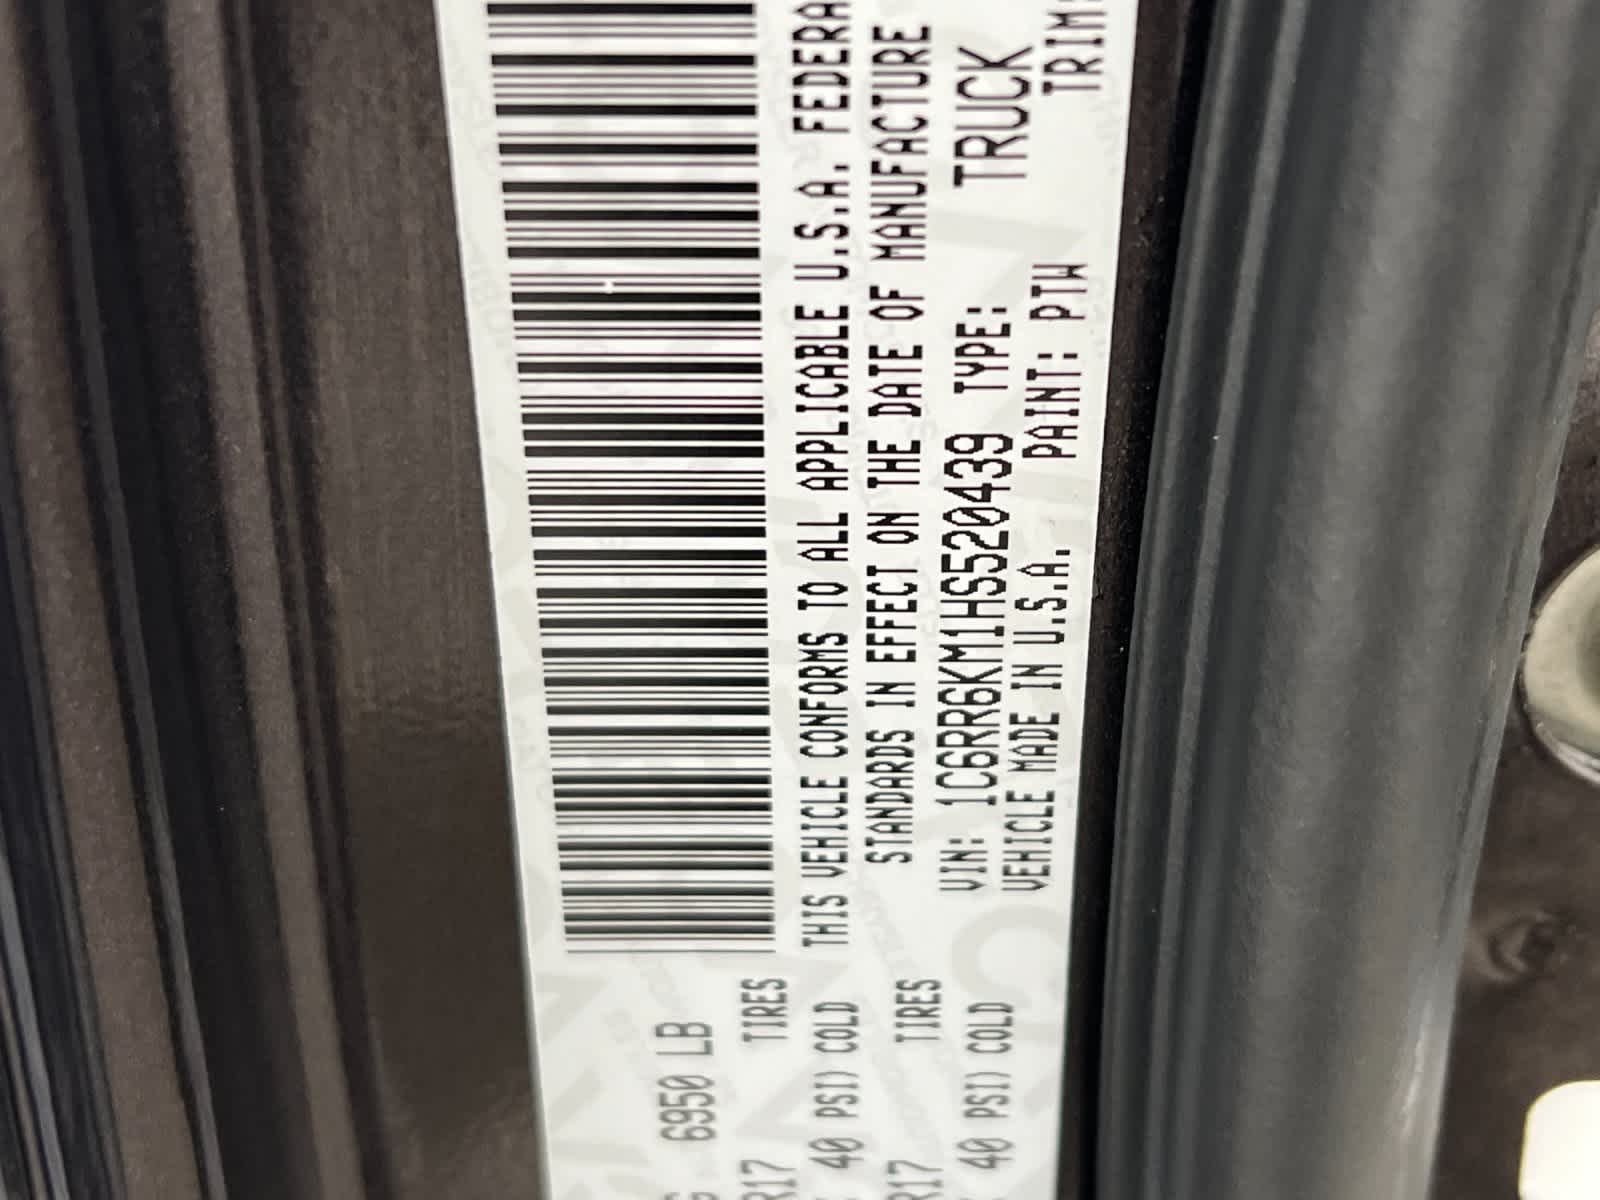 6950 LB
R17 TIRES
40 PSI) COLD
R17 TIRES
40 PSI) COLD
THIS VEHICLE CONFORMS TO ALL APPLICABLE U.S.A. FEDERA
STANDARDS IN EFFECT ON THE DATE OF MANUFACTURE
VIN: 1C6RR6KM1HS520439 TYPE: TRUCK
VEHICLE MADE IN U.S.A. PAINT: PTW TRIM: